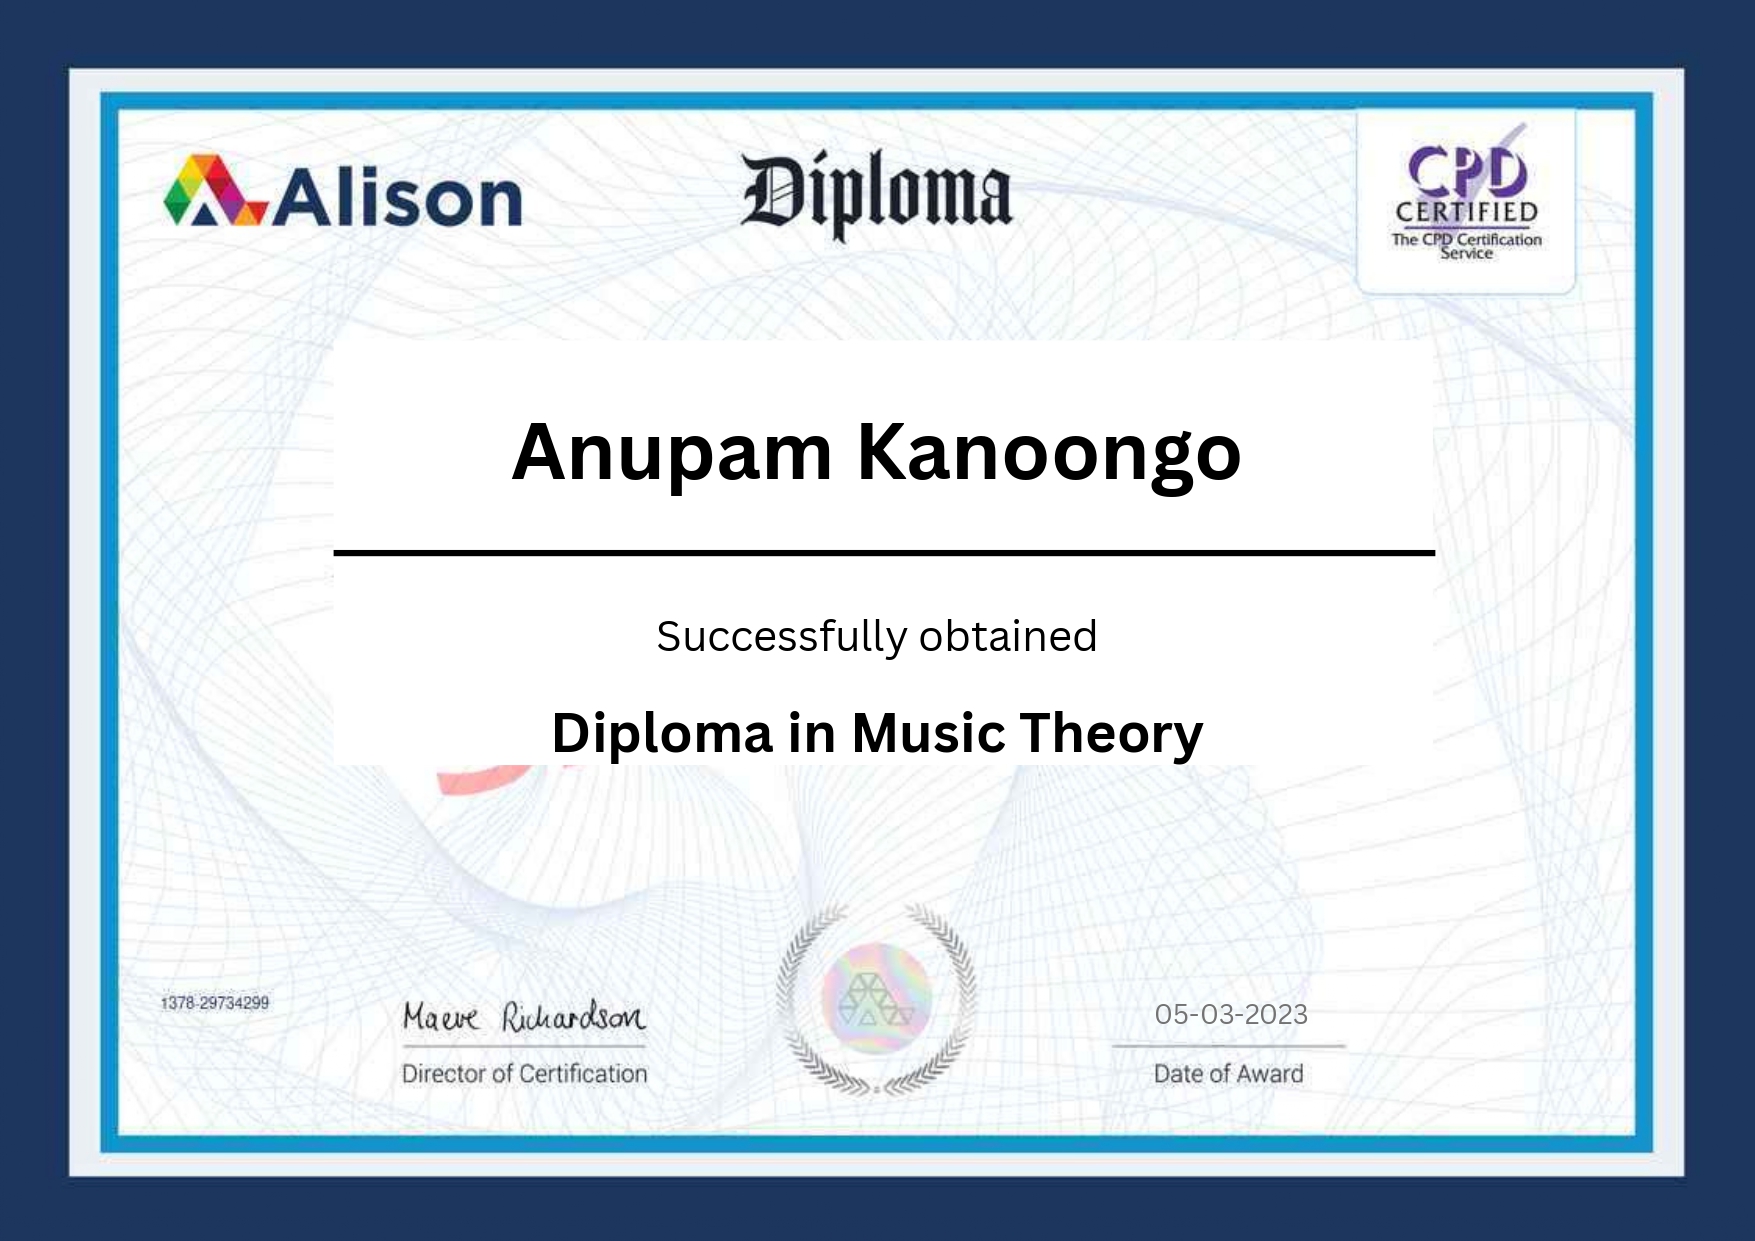 Alison
Diploma
CPD
CERTIFIED
The CPD Certification
Service
Anupam Kanoongo
Successfully obtained
Diploma in Music Theory
1378-29734299
Maeve Richardson
Director of Certification
05-03-2023
Date of Award